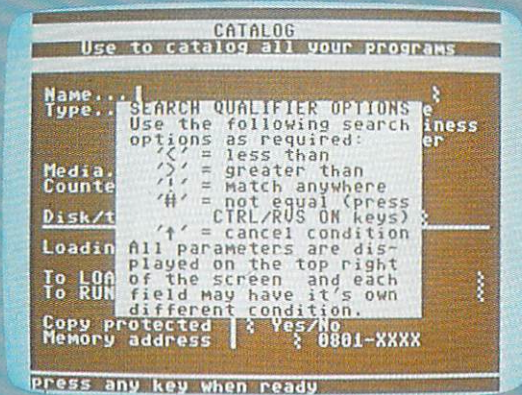 CATALOG
Use to catalog all your programs
Name...
Type..
SEARCH QUALIFIER OPTIONS
e
Use the following search
iness
options as required:
er
'<' = less than
Media.
'>' = greater than
Counte
'!' = match anywhere
'#' = not equal (press
Disk/t
CTRL/RVS ON keys)
'↑' = cancel condition
Loadin
All parameters are dis-
played on the top right
To LOA
of the screen and each
To RUN
field may have it's own
different condition.
Copy protected Yes/No
Memory address 0801-XXXX
press any key when ready